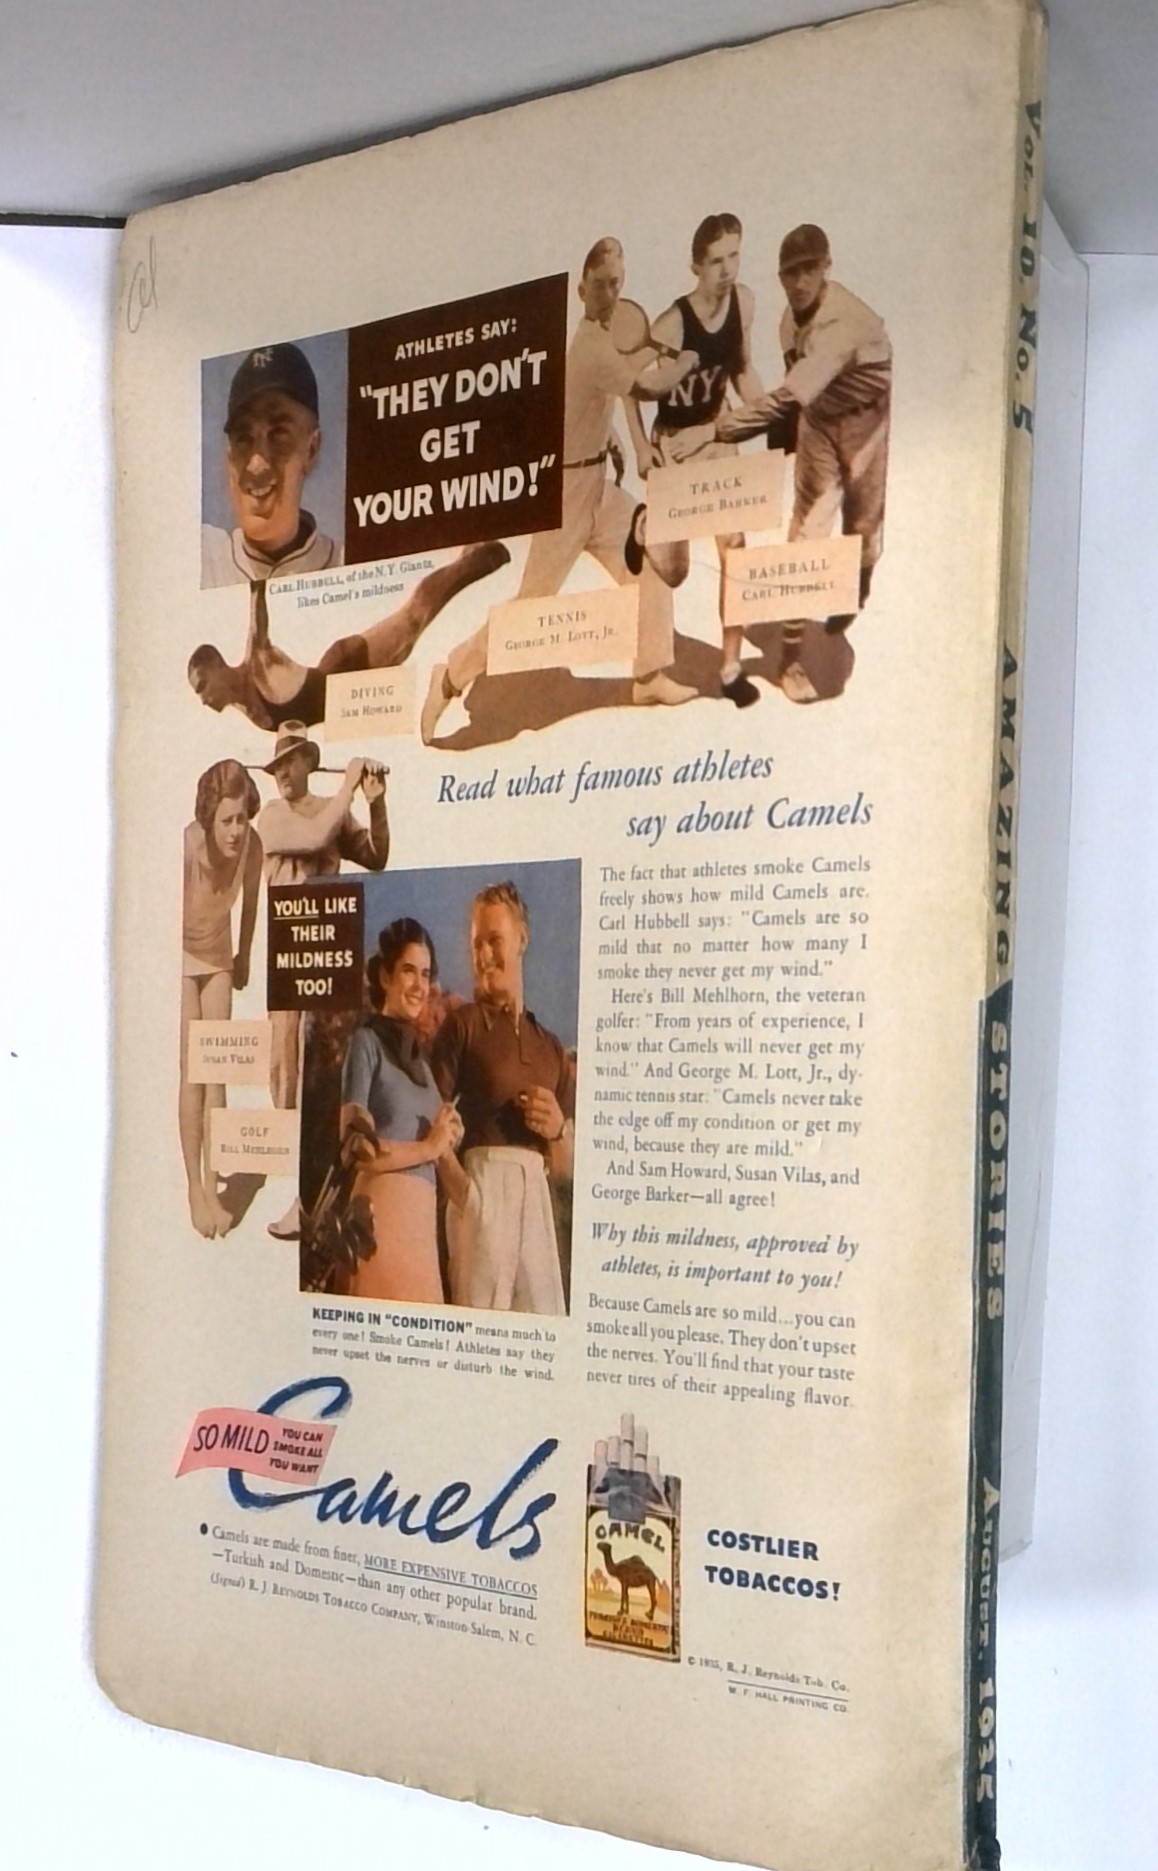 al
NY
ATHLETES SAY:
"THEY DON'T
GET
YOUR WIND!"
CARL HUBBELL, of the N.Y. Giants,
likes Camel's mildness
NY
TRACK
GEORGE BARKER
BASEBALL
CARL HUBBELL
TENNIS
GEORGE M. LOTT, JR.
DIVING
SAM HOWARD
Read what famous athletes
say about Camels
YOU'LL LIKE
THEIR
MILDNESS
TOO!
SWIMMING
SUSAN VILAS
GOLF
BILL MEHLHORN
The fact that athletes smoke Camels
freely shows how mild Camels are.
Carl Hubbell says: "Camels are so
mild that no matter how many I
smoke they never get my wind."
Here's Bill Mehlhorn, the veteran
golfer: "From years of experience, I
know that Camels will never get my
wind." And George M. Lott, Jr., dy-
namic tennis star: "Camels never take
the edge off my condition or get my
wind, because they are mild."
And Sam Howard, Susan Vilas, and
George Barker—all agree!
Why this mildness, approved by
athletes, is important to you!
Because Camels are so mild...you can
smoke all you please. They don't upset
the nerves. You'll find that your taste
never tires of their appealing flavor.
KEEPING IN "CONDITION" means much to
every one! Smoke Camels! Athletes say they
never upset the nerves or disturb the wind.
SO MILD YOU CAN
SMOKE ALL
YOU WANT
Camels
● Camels are made from finer, MORE EXPENSIVE TOBACCOS
—Turkish and Domestic—than any other popular brand.
(Signed) R. J. REYNOLDS TOBACCO COMPANY, Winston-Salem, N. C.
CAMEL
TURKISH & DOMESTIC
BLEND
CIGARETTES
COSTLIER
TOBACCOS!
© 1935, R. J. Reynolds Tob. Co.
W. F. HALL PRINTING CO.
VOL. 10 No. 5 AMAZING STORIES AUGUST, 1935